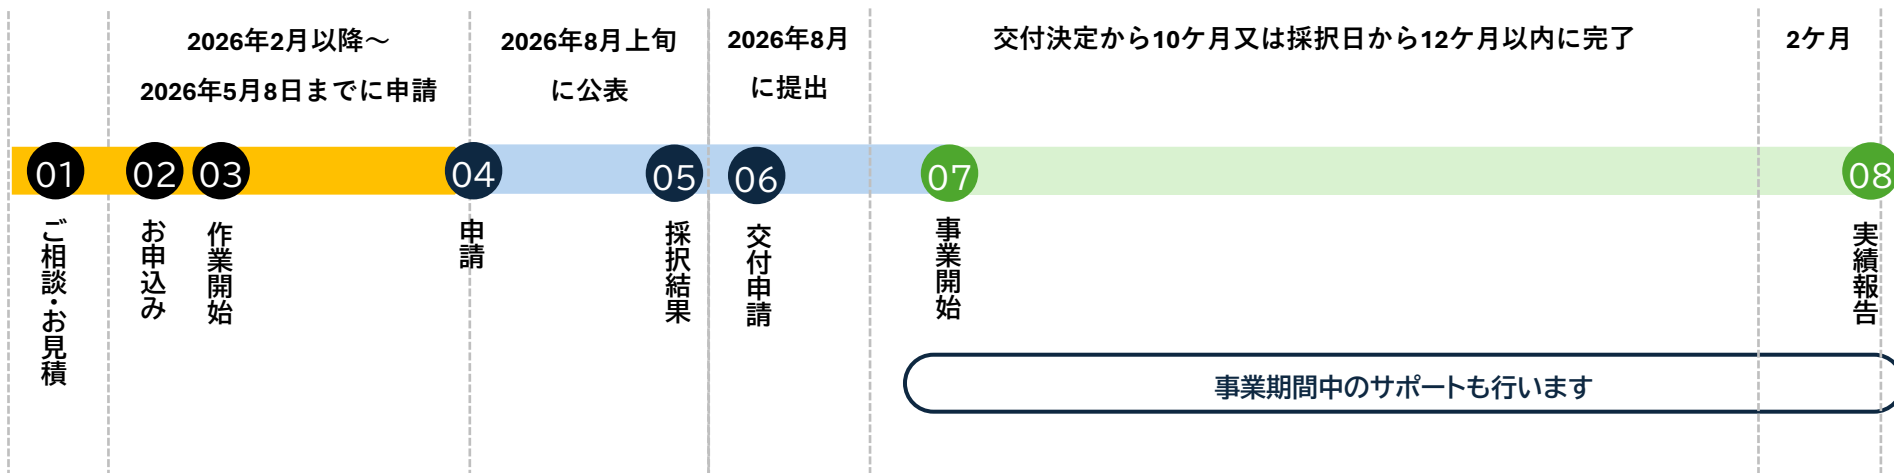 2026年2月以降～
2026年5月8日までに申請
2026年8月上旬
に公表
2026年8月
に提出
交付決定から10ケ月又は採択日から12ケ月以内に完了
2ケ月
01
02
03
04
05
06
07
08
ご相談・お見積
お申込み
作業開始
申請
採択結果
交付申請
事業開始
実績報告
事業期間中のサポートも行います